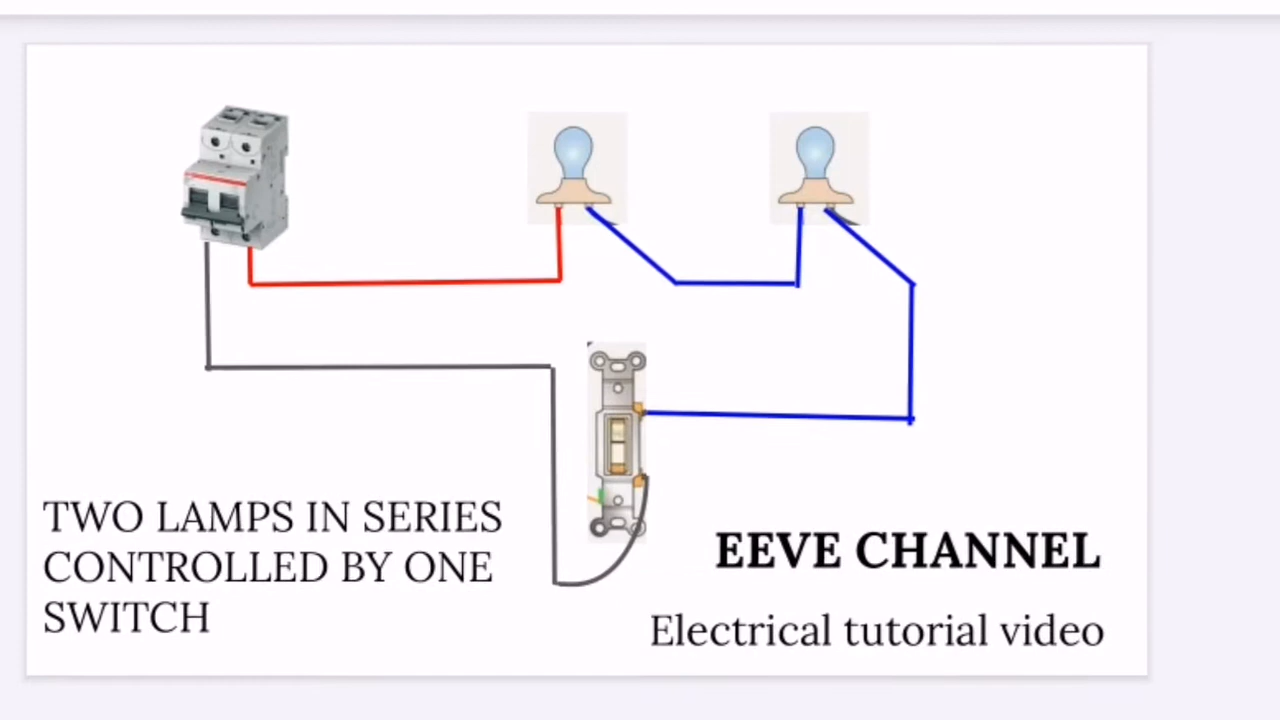 TWO LAMPS IN SERIES
CONTROLLED BY ONE
SWITCH
EEVE CHANNEL
Electrical tutorial video